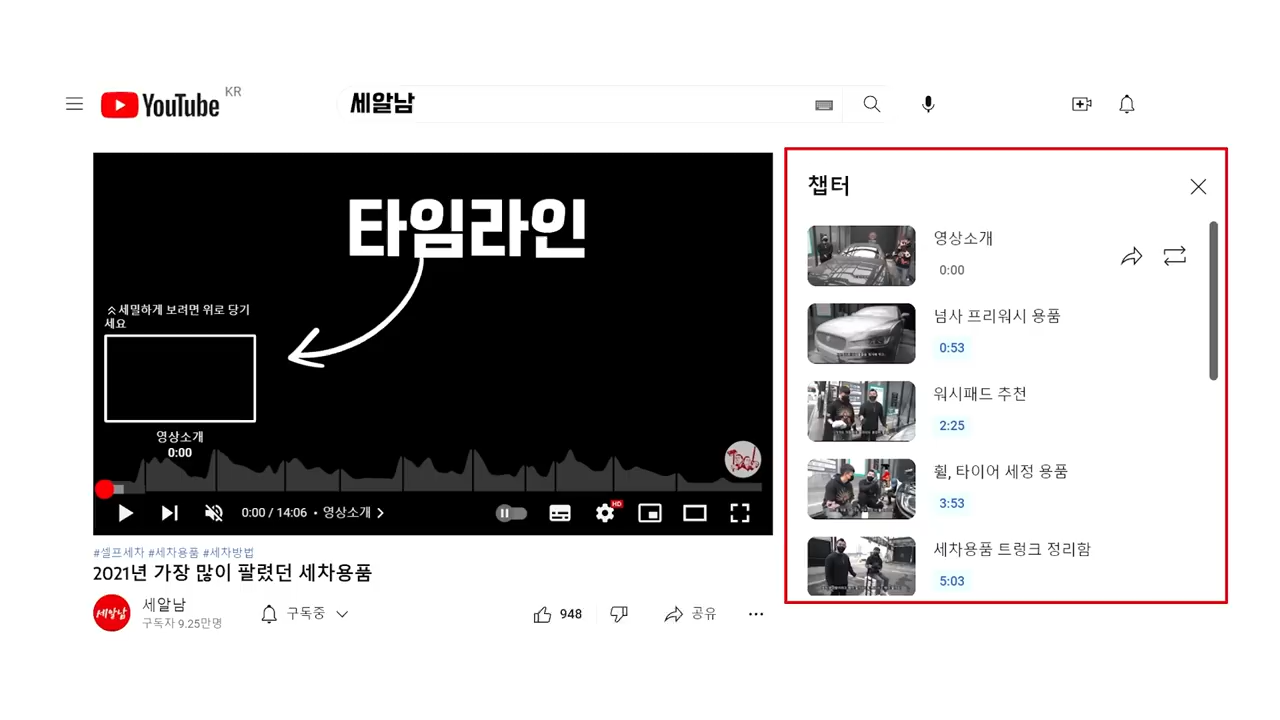 YouTube KR
세알남
타임라인
세밀하게 보려면 위로 당기
세요
영상소개
0:00
0:00 / 14:06 • 영상소개
HD
#셀프세차 #세차용품 #세차방법
2021년 가장 많이 팔렸던 세차용품
세알남
세알남
구독자 9.25만명
구독중
948
공유
챕터
영상소개
0:00
넘사 프리워시 용품
0:53
워시패드 추천
2:25
휠, 타이어 세정 용품
3:53
세차용품 트렁크 정리함
5:03